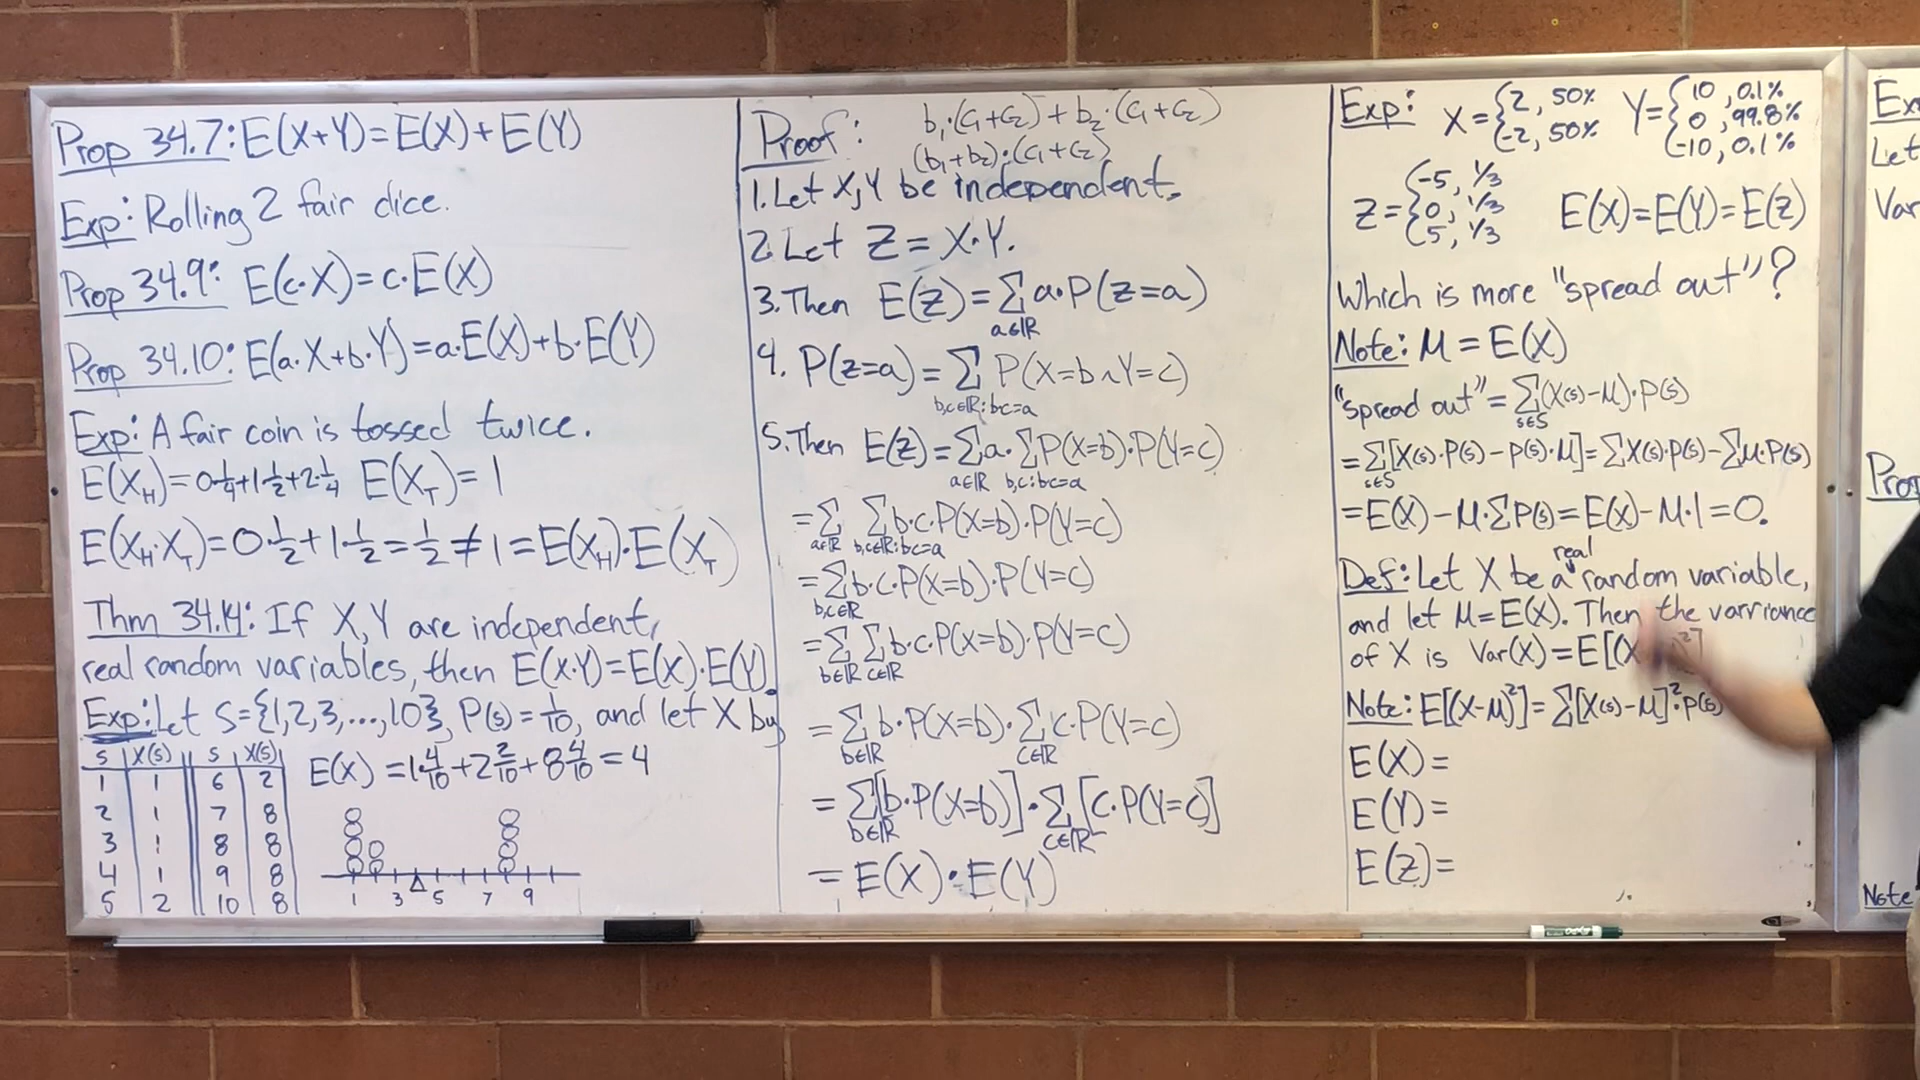 Prop 34.7: E(X+Y)=E(X)+E(Y)
Exp: Rolling 2 fair dice.
Prop 34.9: E(c·X)=c·E(X)
Prop 34.10: E(a·X+b·Y)=a·E(X)+b·E(Y)
Exp: A fair coin is tossed twice.
E(X_H)=0·1/4+1·1/2+2·1/4 E(X_T)=1
E(X_H·X_T)=0·1/2+1·1/2=1/2≠1=E(X_H)·E(X_T)
Thm 34.14: If X,Y are independent,
real random variables, then E(X·Y)=E(X)·E(Y).
Exp: Let S={1,2,3,...,10}, P(s)=1/10, and let X by
s X(s) s X(s)
1 1 6 2
2 1 7 8
3 1 8 8
4 1 9 8
5 2 10 8
E(X)=1·4/10+2·2/10+8·4/10=4
1 3 5 7 9
Proof:
b₁·(c₁+c₂)+b₂·(c₁+c₂)
(b₁+b₂)·(c₁+c₂)
1. Let X,Y be independent.
2. Let Z=X·Y.
3. Then E(Z)=∑_{a∈ℝ} a·P(Z=a)
4. P(Z=a)=∑_{b,c∈ℝ:bc=a} P(X=b∧Y=c)
5. Then E(Z)=∑_{a∈ℝ} a·∑_{b,c:bc=a} P(X=b)·P(Y=c)
=∑_{a∈ℝ} ∑_{b,c∈ℝ:bc=a} b·c·P(X=b)·P(Y=c)
=∑_{b,c∈ℝ} b·c·P(X=b)·P(Y=c)
=∑_{b∈ℝ} ∑_{c∈ℝ} b·c·P(X=b)·P(Y=c)
=∑_{b∈ℝ} b·P(X=b)·∑_{c∈ℝ} c·P(Y=c)
=∑_{b∈ℝ}[b·P(X=b)]·∑_{c∈ℝ}[c·P(Y=c)]
=E(X)·E(Y)
Exp: X={2, 50% Y={10, 0.1%
-2, 50% 0, 99.8%
-10, 0.1%
Z={-5, 1/3
0, 1/3
5, 1/3
E(X)=E(Y)=E(Z)
Which is more "spread out"?
Note: μ=E(X)
"spread out"=∑_{s∈S}(X(s)-μ)·P(s)
=∑_{s∈S}[X(s)·P(s)-P(s)·μ]=∑X(s)·P(s)-∑μ·P(s)
=E(X)-μ·∑P(s)=E(X)-μ·1=0.
Def: Let X be a real random variable,
and let μ=E(X). Then the varriance
of X is Var(X)=E[(X
Note: E[(X-μ)²]=∑[X(s)-μ]²·P(s)
E(X)=
E(Y)=
E(Z)=
Let
Var
Note